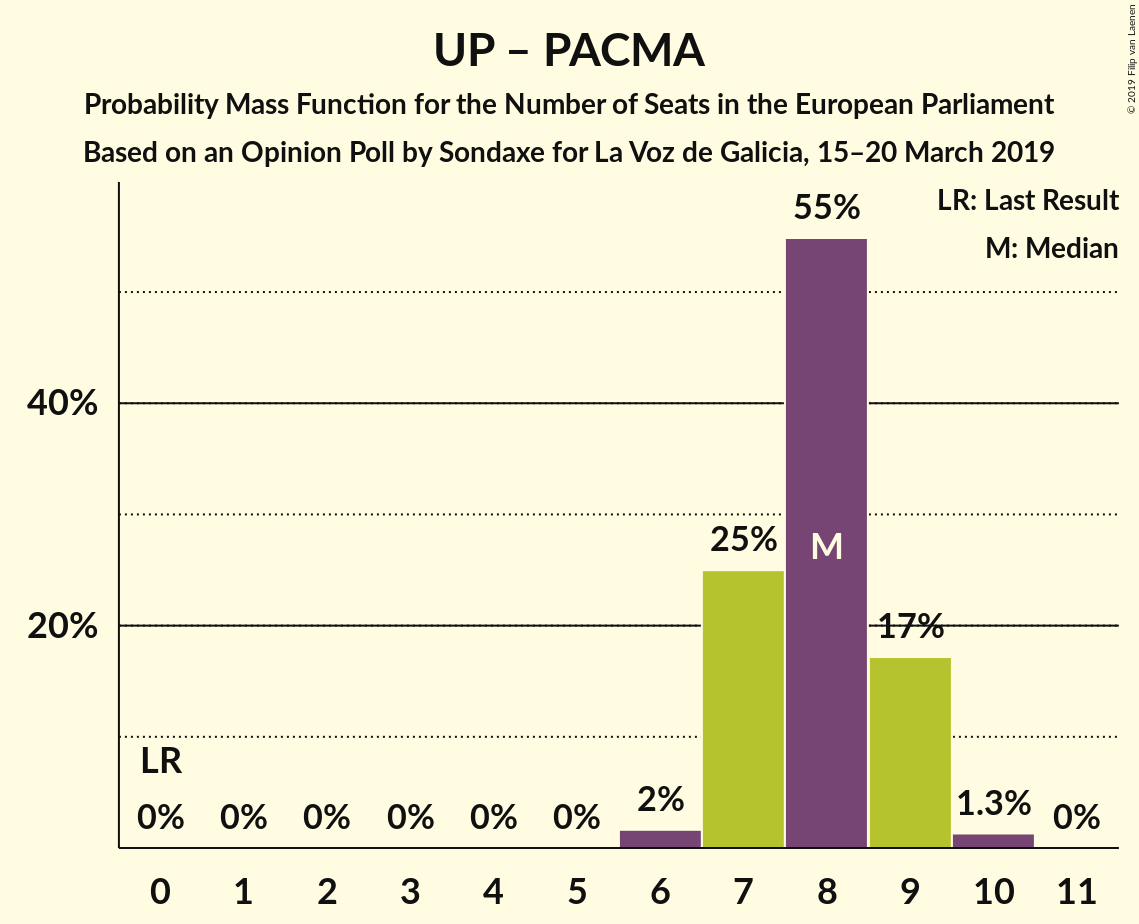 UP – PACMA
Probability Mass Function for the Number of Seats in the European Parliament
Based on an Opinion Poll by Sondaxe for La Voz de Galicia, 15–20 March 2019
© 2019 Filip van Laenen
LR: Last Result
M: Median
55%
40%
25%
M
20%
17%
LR
0% 0% 0% 0% 0% 0% 2% 1.3% 0%
0 1 2 3 4 5 6 7 8 9 10 11